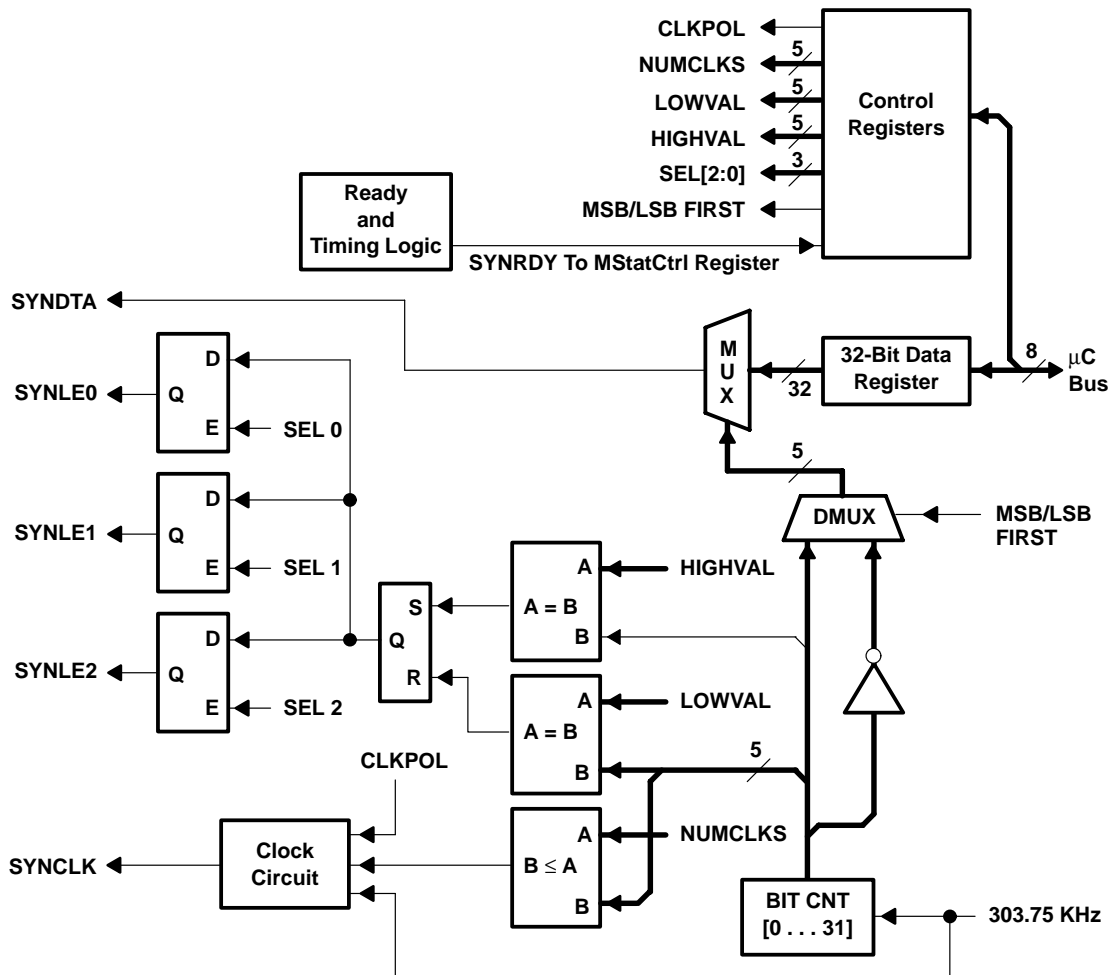 CLKPOL
5
NUMCLKS
5
LOWVAL
5
HIGHVAL
3
SEL[2:0]
MSB/LSB FIRST
Control
Registers
Ready
and
Timing Logic
SYNRDY To MStatCtrl Register
SYNDTA
MUX
32
32-Bit Data
Register
8
μC
Bus
SYNLE0
D
Q
E
SEL 0
5
DMUX
MSB/LSB
FIRST
SYNLE1
D
Q
E
SEL 1
SYNLE2
D
Q
E
SEL 2
S
Q
R
A
A = B
B
HIGHVAL
A
A = B
B
LOWVAL
5
CLKPOL
A
B ≤ A
B
NUMCLKS
SYNCLK
Clock
Circuit
BIT CNT
[0 . . . 31]
303.75 KHz